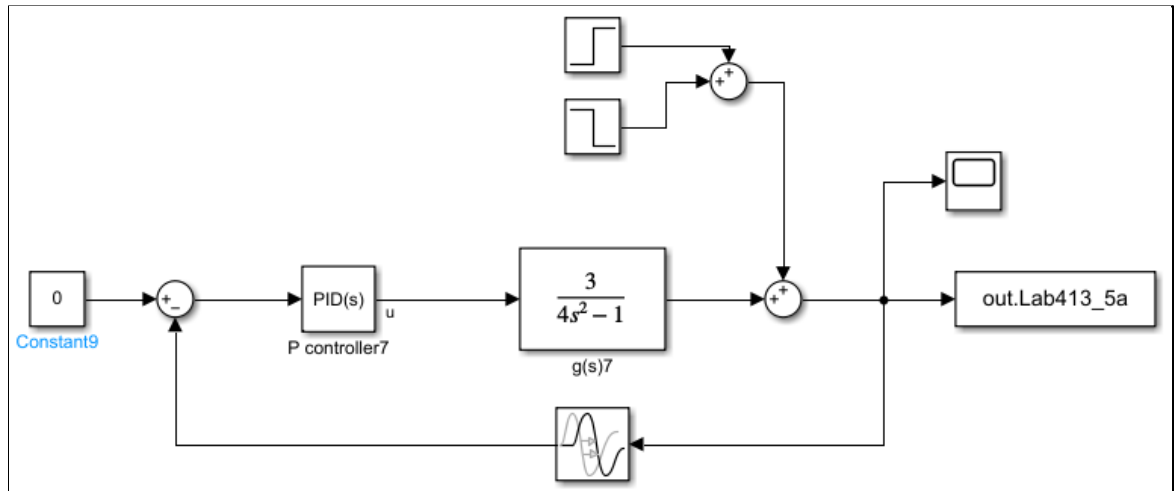 0
Constant9
PID(s)
u
P controller7
3
4s² − 1
g(s)7
out.Lab413_5a
+ +
+ −
+ +